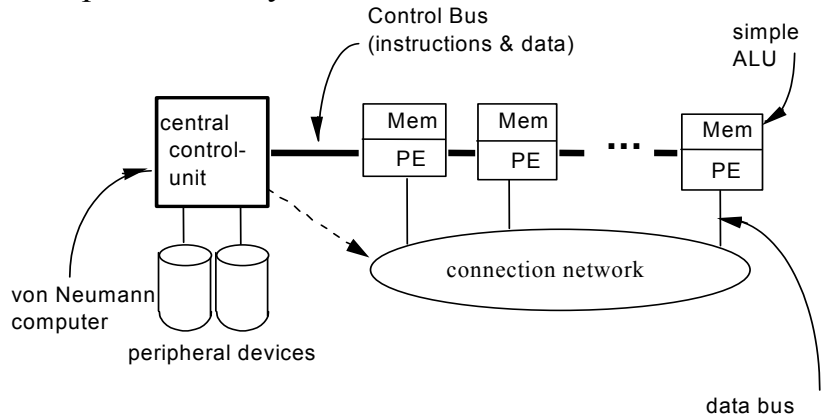 Control Bus
(instructions & data)
simple
ALU
central
control-
unit
Mem
PE
Mem
PE
...
Mem
PE
connection network
von Neumann
computer
peripheral devices
data bus